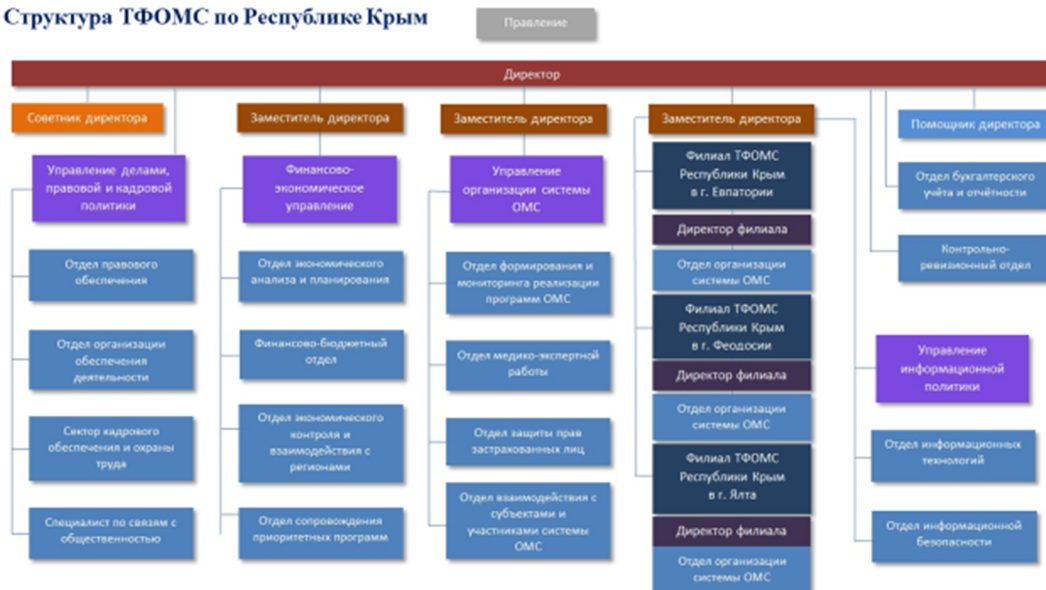 Структура ТФОМС по Республике Крым
Правление
Директор
Советник директора
Заместитель директора
Заместитель директора
Заместитель директора
Помощник директора
Управление делами,
правовой и кадровой
политики
Отдел правового
обеспечения
Отдел организации
обеспечения
деятельности
Сектор кадрового
обеспечения и охраны
труда
Специалист по связям с
общественностью
Финансово-
экономическое
управление
Отдел экономического
анализа и планирования
Финансово-бюджетный
отдел
Отдел экономического
контроля и
взаимодействия с
регионами
Отдел сопровождения
приоритетных программ
Управление
организации системы
ОМС
Отдел формирования и
мониторинга реализации
программ ОМС
Отдел медико-экспертной
работы
Отдел защиты прав
застрахованных лиц
Отдел взаимодействия с
субъектами и
участниками системы
ОМС
Филиал ТФОМС
Республики Крым
в г. Евпатории
Директор филиала
Отдел организации
системы ОМС
Филиал ТФОМС
Республики Крым
в г. Феодосии
Директор филиала
Отдел организации
системы ОМС
Филиал ТФОМС
Республики Крым
в г. Ялта
Директор филиала
Отдел организации
системы ОМС
Отдел бухгалтерского
учёта и отчётности
Контрольно-
ревизионный отдел
Управление
информационной
политики
Отдел информационных
технологий
Отдел информационной
безопасности